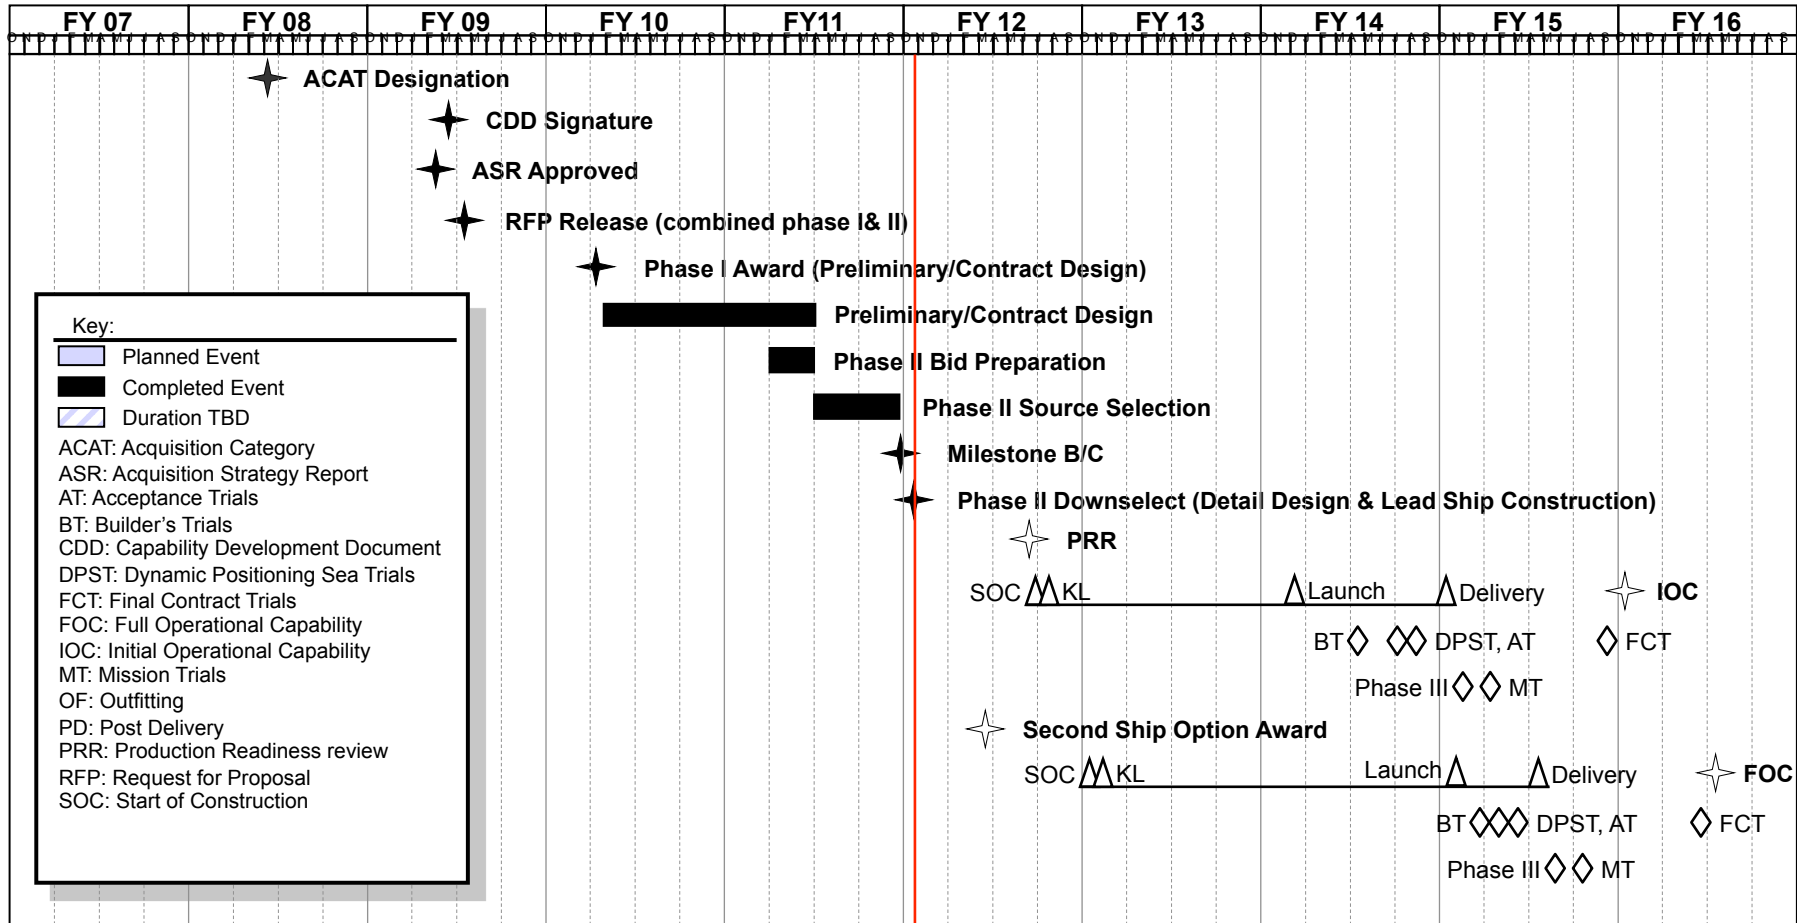 FY 07 FY 08 FY 09 FY 10 FY11 FY 12 FY 13 FY 14 FY 15 FY 16
O N D J F M A M J J A S O N D J F M A M J J A S O N D J F M A M J J A S O N D J F M A M J J A S O N D J F M A M J J A S O N D J F M A M J J A S O N D J F M A M J J A S O N D J F M A M J J A S O N D J F M A M J J A S O N D J F M A M J J A S
ACAT Designation
CDD Signature
ASR Approved
RFP Release (combined phase I& II)
Phase I Award (Preliminary/Contract Design)
Preliminary/Contract Design
Phase II Bid Preparation
Phase II Source Selection
Milestone B/C
Phase II Downselect (Detail Design & Lead Ship Construction)
PRR
SOC KL Launch Delivery IOC
BT DPST, AT FCT
Phase III MT
Second Ship Option Award
SOC KL Launch Delivery FOC
BT DPST, AT FCT
Phase III MT
Key:
Planned Event
Completed Event
Duration TBD
ACAT: Acquisition Category
ASR: Acquisition Strategy Report
AT: Acceptance Trials
BT: Builder’s Trials
CDD: Capability Development Document
DPST: Dynamic Positioning Sea Trials
FCT: Final Contract Trials
FOC: Full Operational Capability
IOC: Initial Operational Capability
MT: Mission Trials
OF: Outfitting
PD: Post Delivery
PRR: Production Readiness review
RFP: Request for Proposal
SOC: Start of Construction